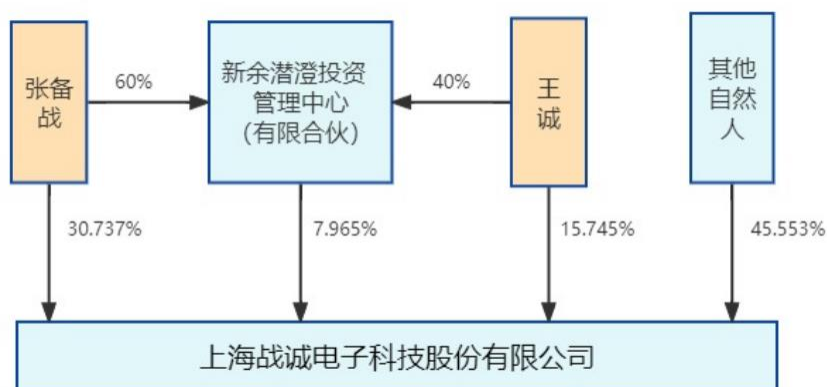 张备
战
60%
新余潜澄投资
管理中心
（有限合伙）
40%
王
诚
其他
自然
人
30.737%
7.965%
15.745%
45.553%
上海战诚电子科技股份有限公司